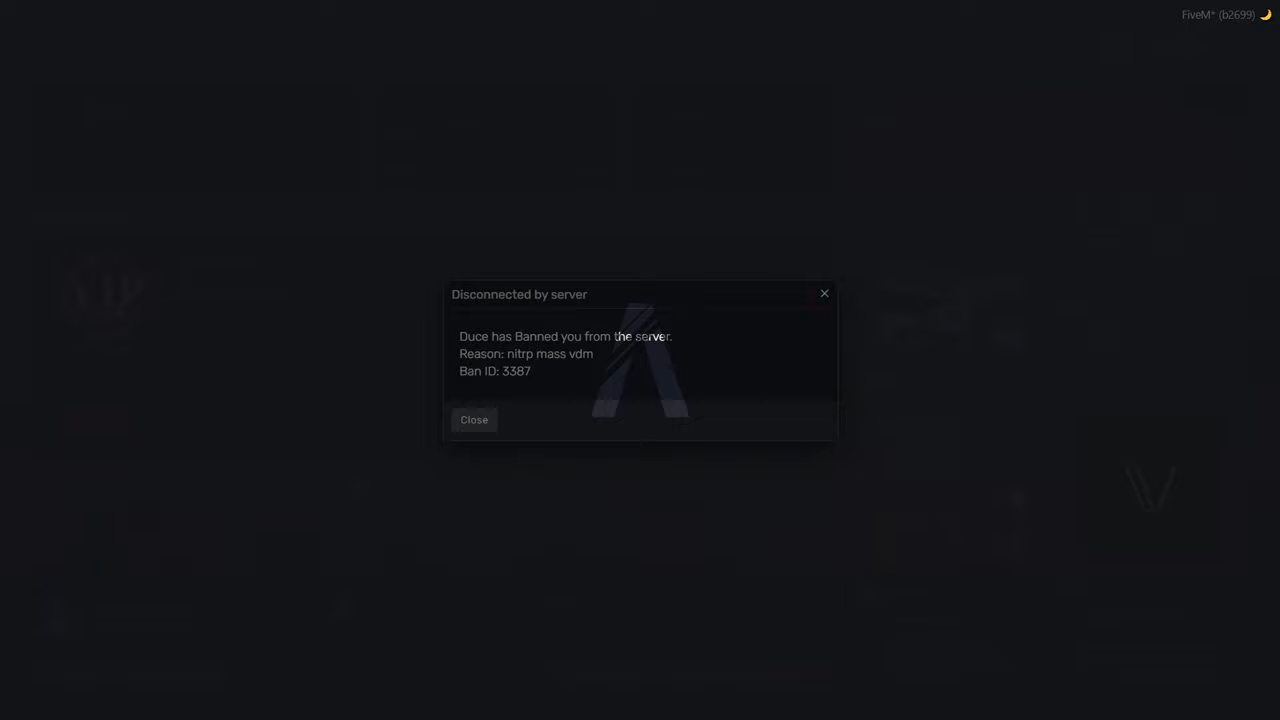 FiveM* (b2699)
Disconnected by server
Duce has Banned you from the server.
Reason: nitrp mass vdm
Ban ID: 3387
Close